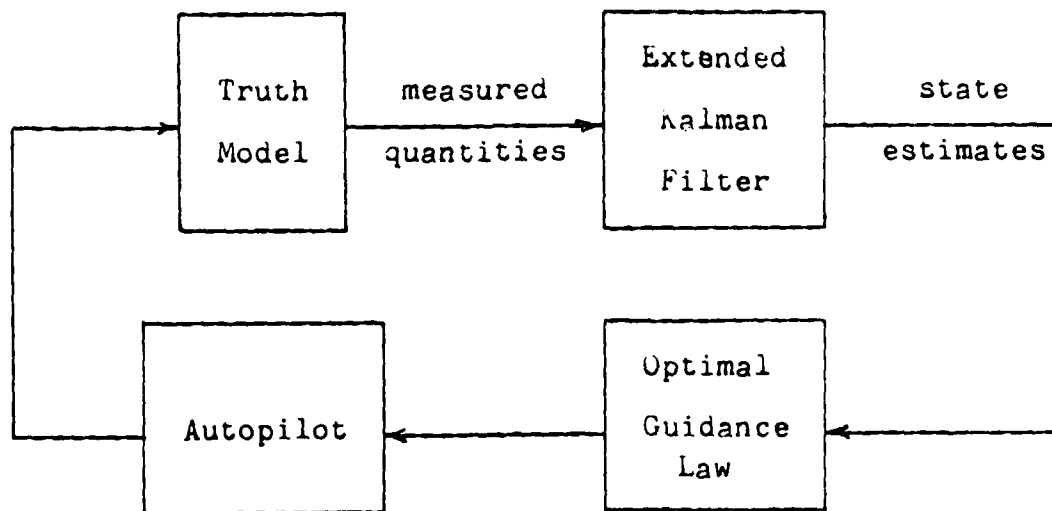 Truth
Model
measured
quantities
Extended
Kalman
Filter
state
estimates
Autopilot
Optimal
Guidance
Law